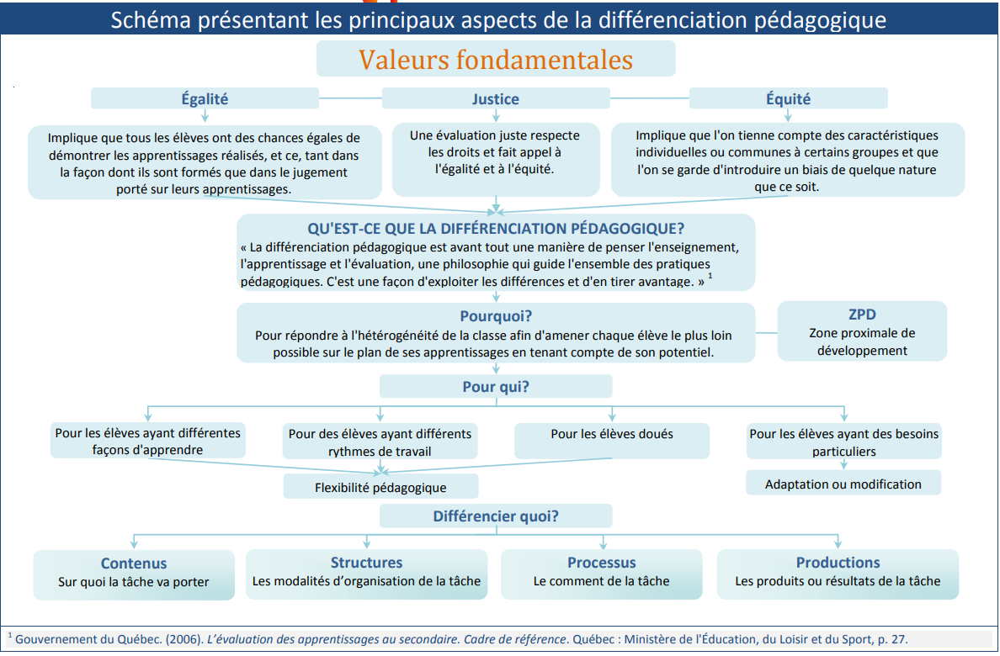 Schéma présentant les principaux aspects de la différenciation pédagogique
Valeurs fondamentales
Égalité
Implique que tous les élèves ont des chances égales de
démontrer les apprentissages réalisés, et ce, tant dans
la façon dont ils sont formés que dans le jugement
porté sur leurs apprentissages.
Justice
Une évaluation juste respecte
les droits et fait appel à
l'égalité et à l'équité.
Équité
Implique que l'on tienne compte des caractéristiques
individuelles ou communes à certains groupes et que
l'on se garde d'introduire un biais de quelque nature
que ce soit.
QU'EST-CE QUE LA DIFFÉRENCIATION PÉDAGOGIQUE?
« La différenciation pédagogique est avant tout une manière de penser l'enseignement,
l'apprentissage et l'évaluation, une philosophie qui guide l'ensemble des pratiques
pédagogiques. C'est une façon d'exploiter les différences et d'en tirer avantage. » 1
Pourquoi?
Pour répondre à l'hétérogénéité de la classe afin d'amener chaque élève le plus loin
possible sur le plan de ses apprentissages en tenant compte de son potentiel.
ZPD
Zone proximale de
développement
Pour qui?
Pour les élèves ayant différentes
façons d'apprendre
Pour des élèves ayant différents
rythmes de travail
Pour les élèves doués
Pour les élèves ayant des besoins
particuliers
Flexibilité pédagogique
Adaptation ou modification
Différencier quoi?
Contenus
Sur quoi la tâche va porter
Structures
Les modalités d’organisation de la tâche
Processus
Le comment de la tâche
Productions
Les produits ou résultats de la tâche
1 Gouvernement du Québec. (2006). L’évaluation des apprentissages au secondaire. Cadre de référence. Québec : Ministère de l'Éducation, du Loisir et du Sport, p. 27.